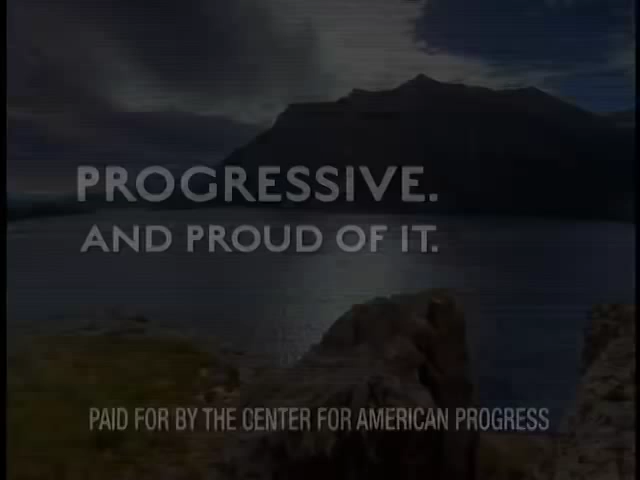 PROGRESSIVE.
AND PROUD OF IT.
PAID FOR BY THE CENTER FOR AMERICAN PROGRESS